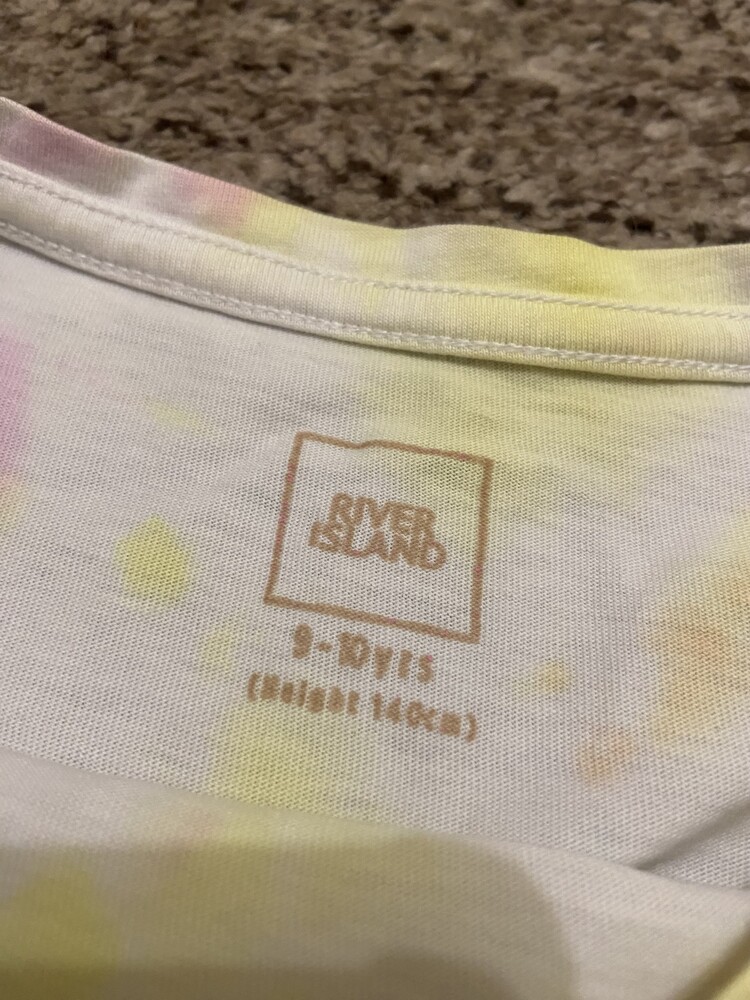 RIVER
ISLAND
9-10yrs
(Height 140cm)